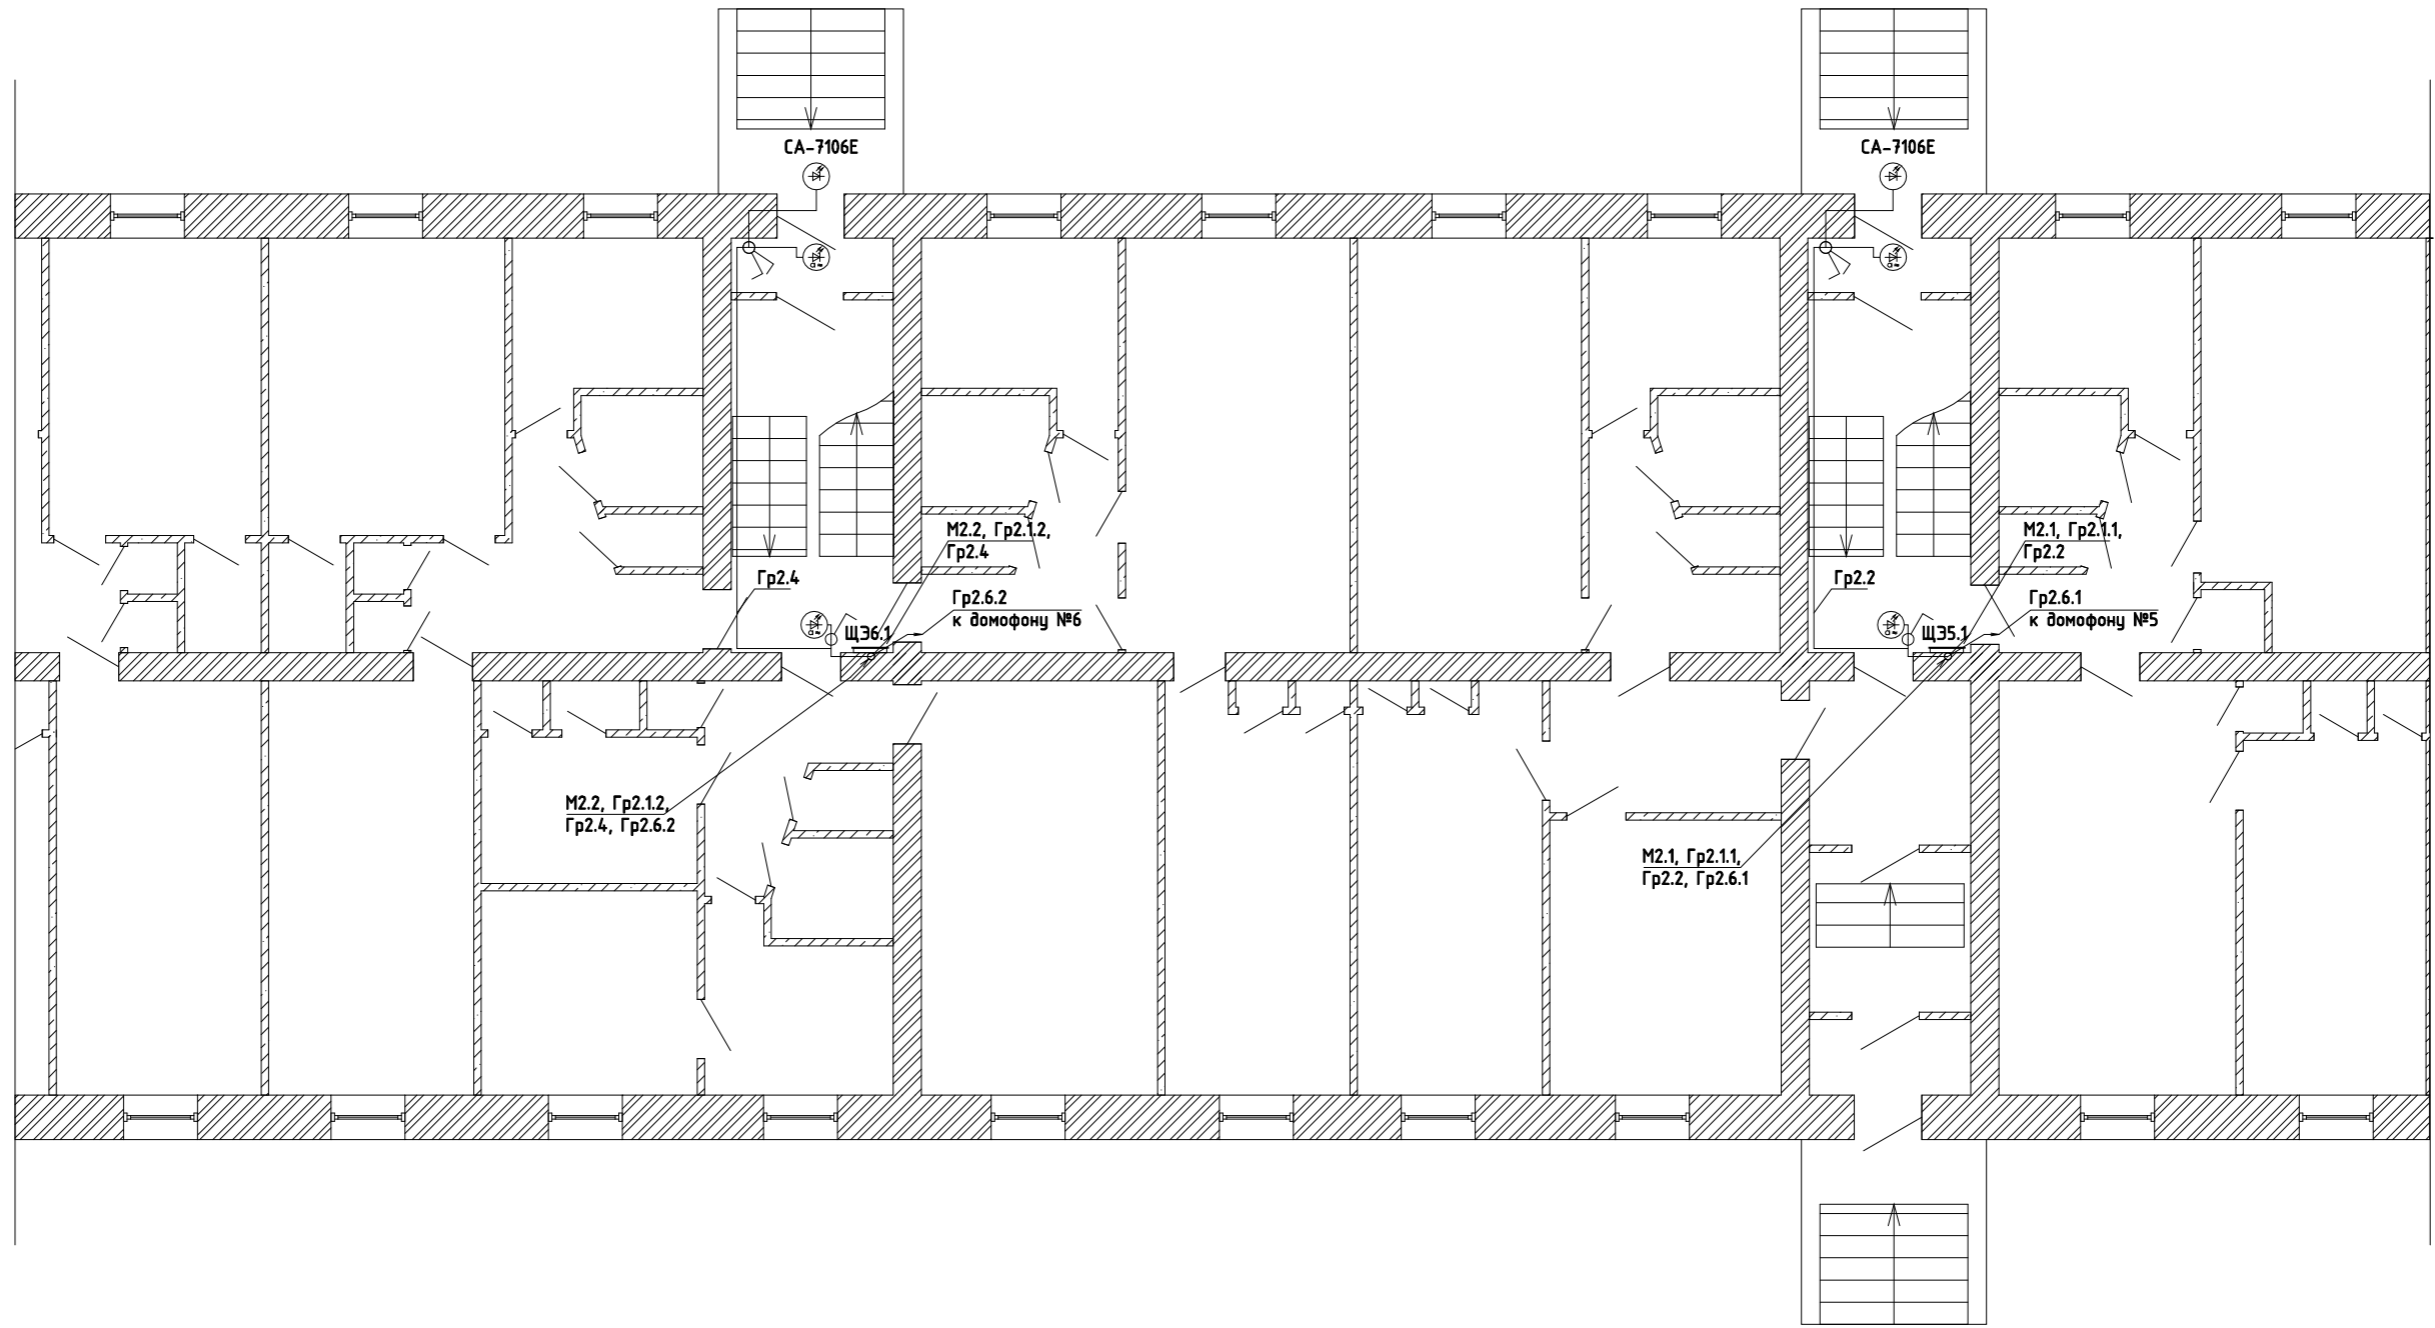 СА-7106Е
СА-7106Е
М2.2, Гр2.1.2,
Гр2.4
М2.1, Гр2.1.1,
Гр2.2
Гр2.4
Гр2.2
Гр2.6.2
к домофону №6
Гр2.6.1
к домофону №5
ЩЭ6.1
ЩЭ5.1
М2.2, Гр2.1.2,
Гр2.4, Гр2.6.2
М2.1, Гр2.1.1,
Гр2.2, Гр2.6.1